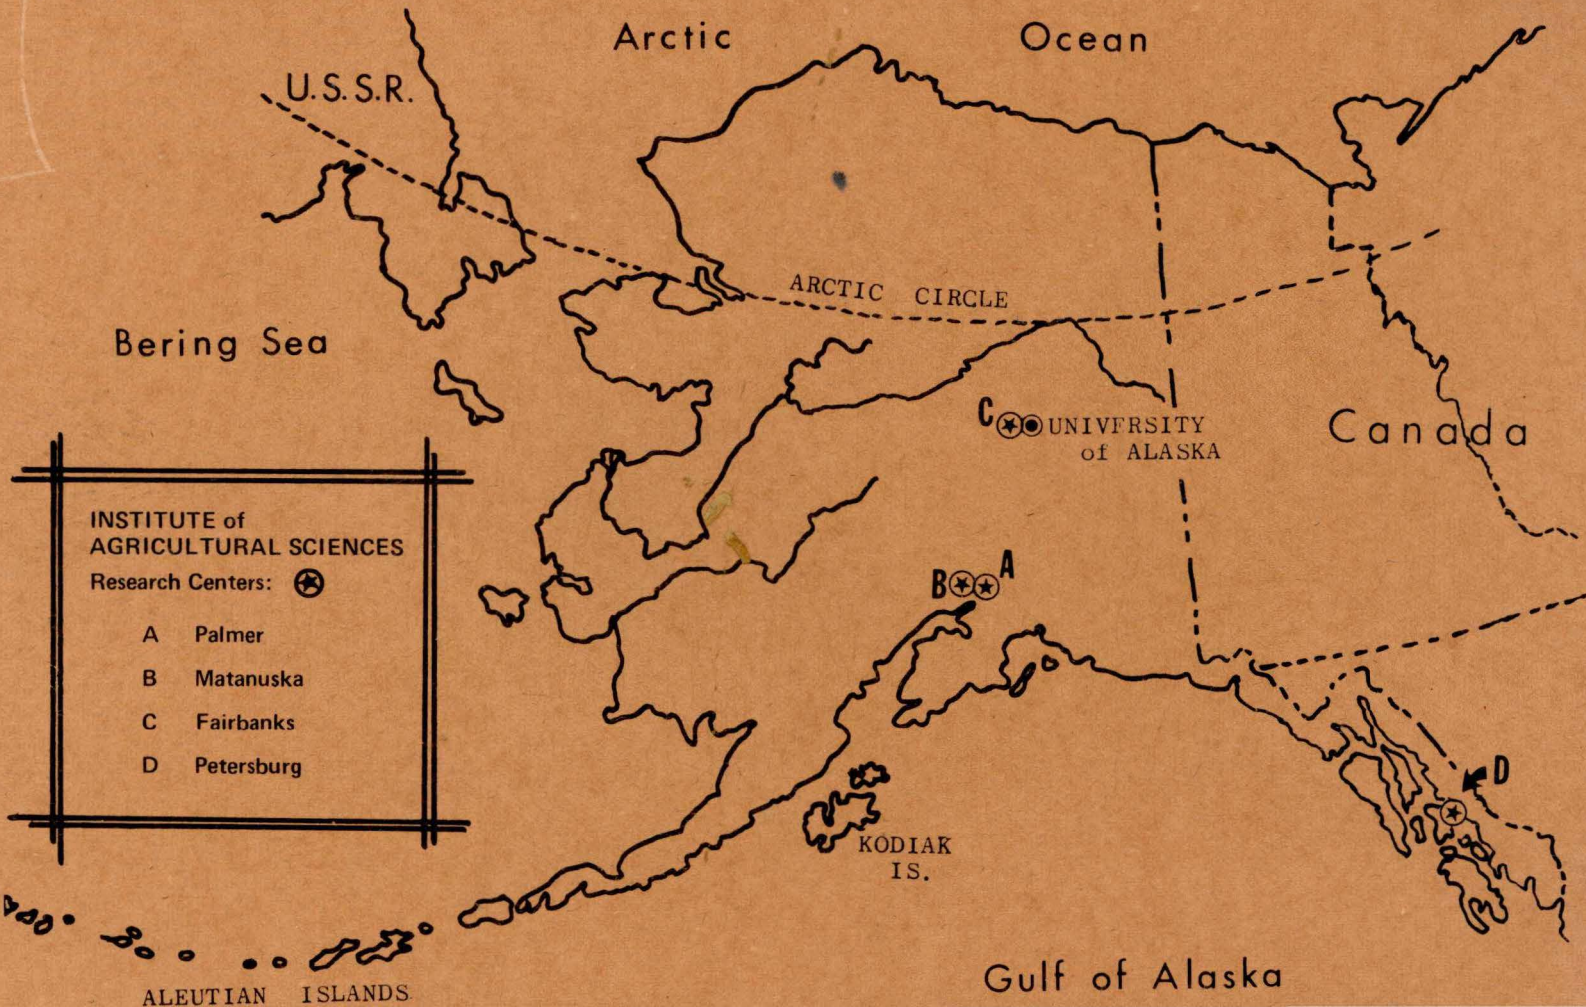 Arctic Ocean
U.S.S.R.
ARCTIC CIRCLE
Bering Sea
C
UNIVERSITY
of ALASKA
Canada
INSTITUTE of
AGRICULTURAL SCIENCES
Research Centers:
A Palmer
B Matanuska
C Fairbanks
D Petersburg
B A
D
KODIAK
IS.
ALEUTIAN ISLANDS
Gulf of Alaska